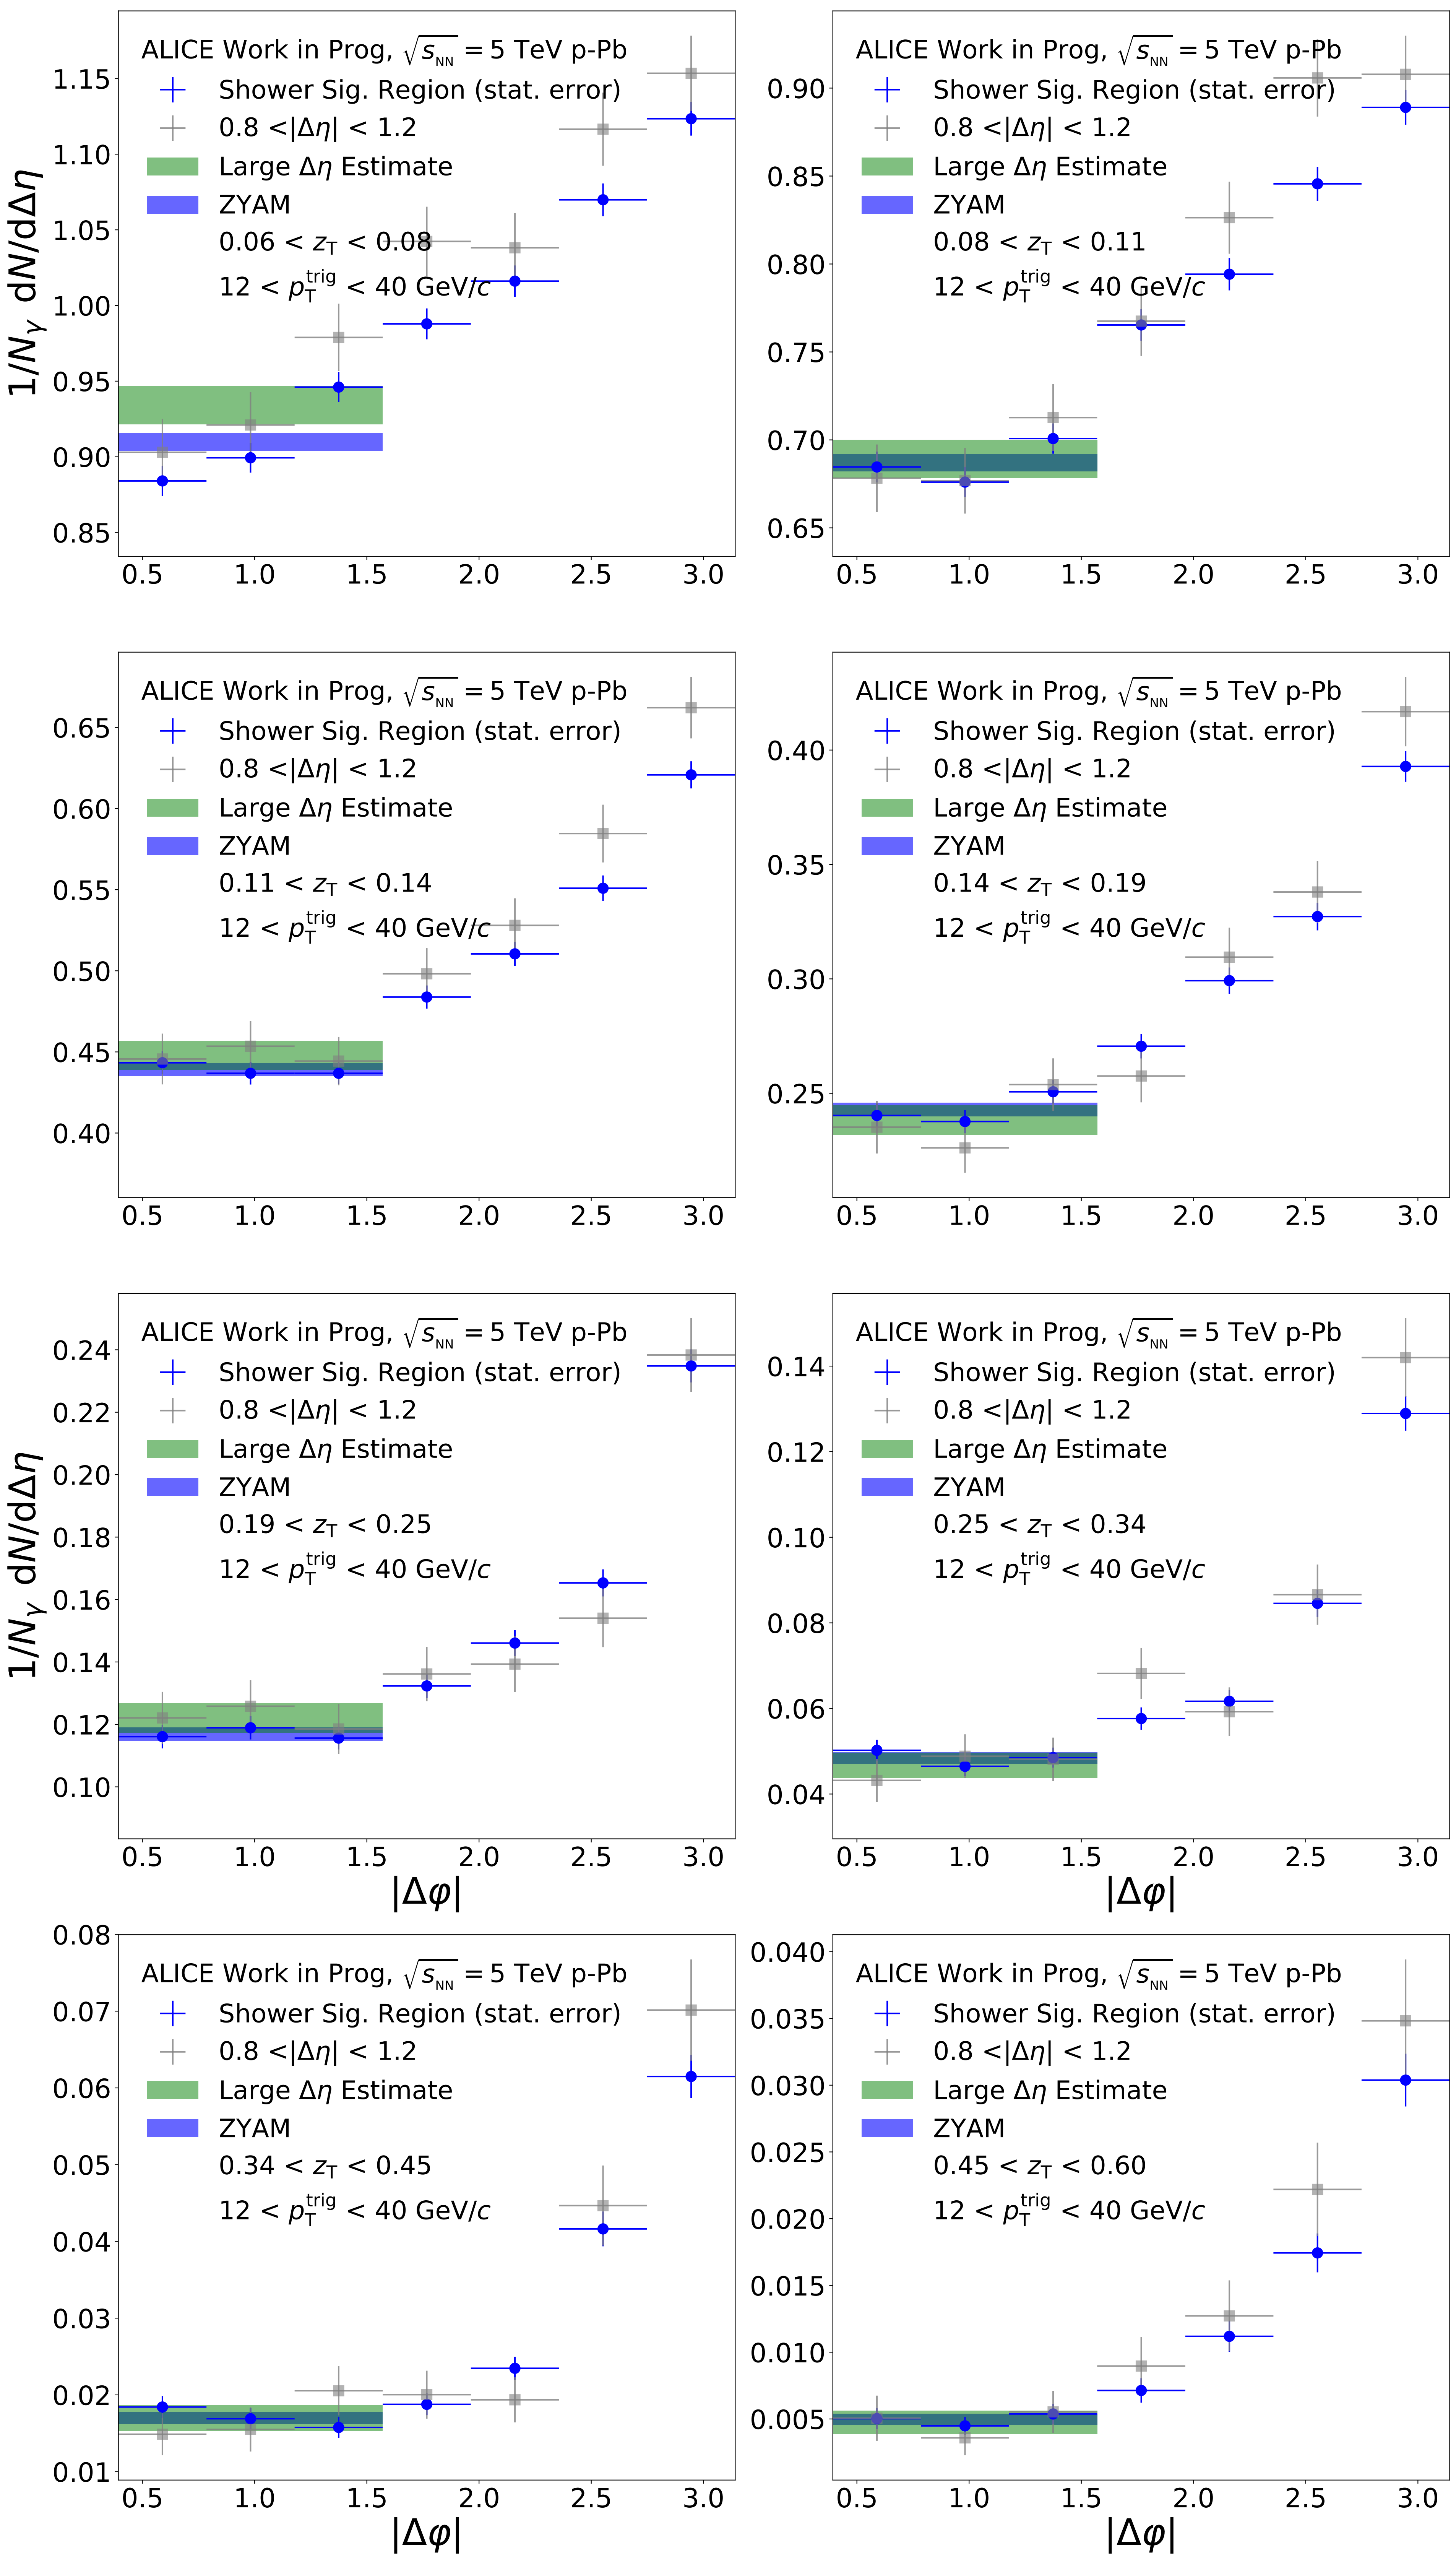 ALICE Work in Prog, √s_NN = 5 TeV p-Pb
Shower Sig. Region (stat. error)
0.8 <|Δη| < 1.2
Large Δη Estimate
ZYAM
0.06 < z_T < 0.08
12 < p_T^trig < 40 GeV/c
1/N_γ dN/dΔη
1.15
1.10
1.05
1.00
0.95
0.90
0.85
0.5 1.0 1.5 2.0 2.5 3.0
ALICE Work in Prog, √s_NN = 5 TeV p-Pb
Shower Sig. Region (stat. error)
0.8 <|Δη| < 1.2
Large Δη Estimate
ZYAM
0.08 < z_T < 0.11
12 < p_T^trig < 40 GeV/c
0.90
0.85
0.80
0.75
0.70
0.65
0.5 1.0 1.5 2.0 2.5 3.0
ALICE Work in Prog, √s_NN = 5 TeV p-Pb
Shower Sig. Region (stat. error)
0.8 <|Δη| < 1.2
Large Δη Estimate
ZYAM
0.11 < z_T < 0.14
12 < p_T^trig < 40 GeV/c
0.65
0.60
0.55
0.50
0.45
0.40
0.5 1.0 1.5 2.0 2.5 3.0
ALICE Work in Prog, √s_NN = 5 TeV p-Pb
Shower Sig. Region (stat. error)
0.8 <|Δη| < 1.2
Large Δη Estimate
ZYAM
0.14 < z_T < 0.19
12 < p_T^trig < 40 GeV/c
0.40
0.35
0.30
0.25
0.5 1.0 1.5 2.0 2.5 3.0
ALICE Work in Prog, √s_NN = 5 TeV p-Pb
Shower Sig. Region (stat. error)
0.8 <|Δη| < 1.2
Large Δη Estimate
ZYAM
0.19 < z_T < 0.25
12 < p_T^trig < 40 GeV/c
1/N_γ dN/dΔη
0.24
0.22
0.20
0.18
0.16
0.14
0.12
0.10
0.5 1.0 1.5 2.0 2.5 3.0
|Δφ|
ALICE Work in Prog, √s_NN = 5 TeV p-Pb
Shower Sig. Region (stat. error)
0.8 <|Δη| < 1.2
Large Δη Estimate
ZYAM
0.25 < z_T < 0.34
12 < p_T^trig < 40 GeV/c
0.14
0.12
0.10
0.08
0.06
0.04
0.5 1.0 1.5 2.0 2.5 3.0
|Δφ|
ALICE Work in Prog, √s_NN = 5 TeV p-Pb
Shower Sig. Region (stat. error)
0.8 <|Δη| < 1.2
Large Δη Estimate
ZYAM
0.34 < z_T < 0.45
12 < p_T^trig < 40 GeV/c
0.08
0.07
0.06
0.05
0.04
0.03
0.02
0.01
0.5 1.0 1.5 2.0 2.5 3.0
|Δφ|
ALICE Work in Prog, √s_NN = 5 TeV p-Pb
Shower Sig. Region (stat. error)
0.8 <|Δη| < 1.2
Large Δη Estimate
ZYAM
0.45 < z_T < 0.60
12 < p_T^trig < 40 GeV/c
0.040
0.035
0.030
0.025
0.020
0.015
0.010
0.005
0.5 1.0 1.5 2.0 2.5 3.0
|Δφ|